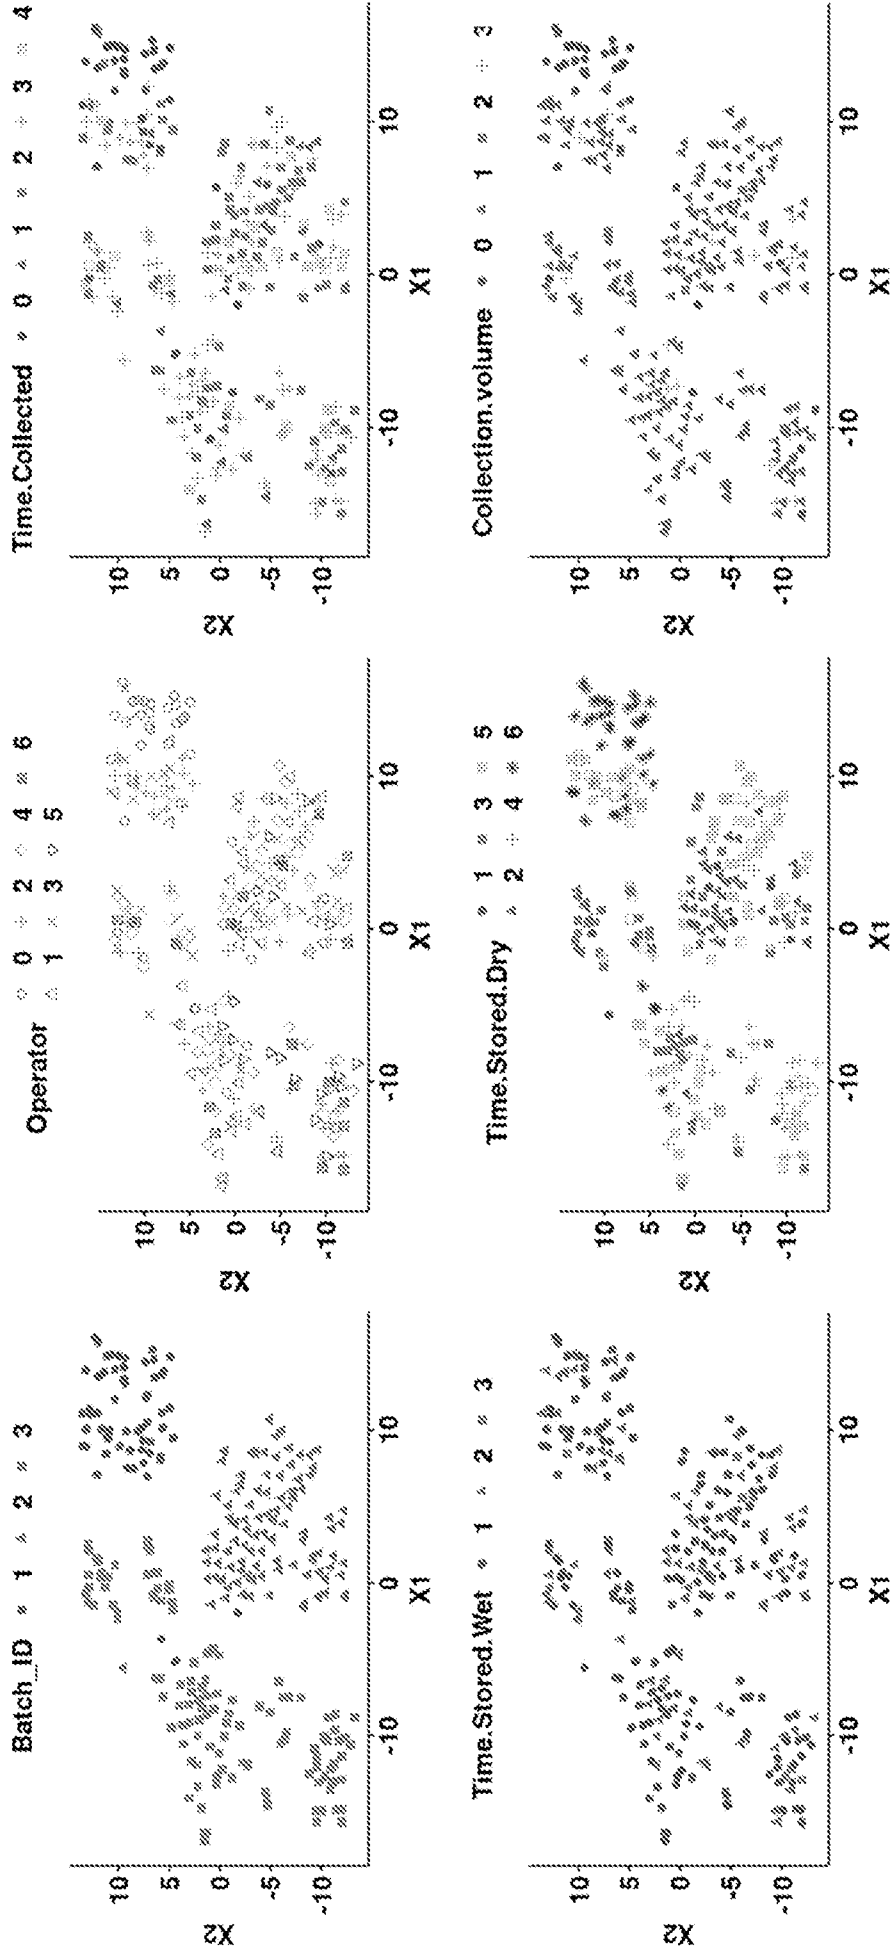 Batch_ID 1 2 3
X2
10
5
0
-5
-10
-10 0 10
X1
Operator
0 2 4 6
1 3 5
X2
10
5
0
-5
-10
-10 0 10
X1
Time.Collected 0 1 2 3 4
X2
10
5
0
-5
-10
-10 0 10
X1
Time.Stored.Wet 1 2 3
X2
10
5
0
-5
-10
-10 0 10
X1
Time.Stored.Dry
1 3 5
2 4 6
X2
10
5
0
-5
-10
-10 0 10
X1
Collection.volume 0 1 2 3
X2
10
5
0
-5
-10
-10 0 10
X1